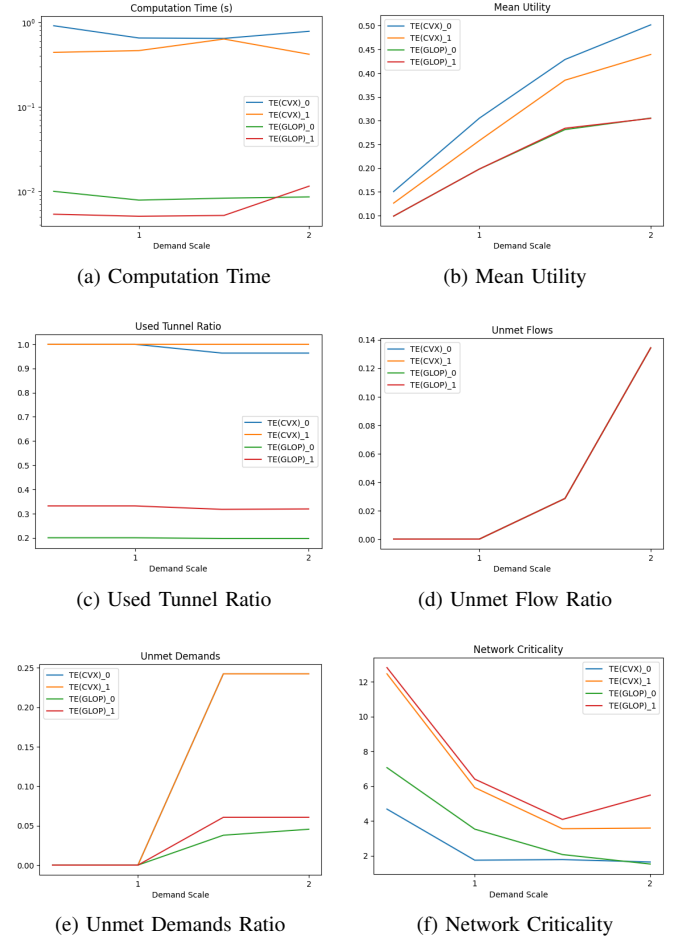 Computation Time (s)
10⁰
10⁻¹
10⁻²
TE(CVX)_0
TE(CVX)_1
TE(GLOP)_0
TE(GLOP)_1
1
2
Demand Scale
(a) Computation Time
Mean Utility
0.50
0.45
0.40
0.35
0.30
0.25
0.20
0.15
0.10
TE(CVX)_0
TE(CVX)_1
TE(GLOP)_0
TE(GLOP)_1
1
2
Demand Scale
(b) Mean Utility
Used Tunnel Ratio
1.0
0.9
0.8
0.7
0.6
0.5
0.4
0.3
0.2
TE(CVX)_0
TE(CVX)_1
TE(GLOP)_0
TE(GLOP)_1
1
2
Demand Scale
(c) Used Tunnel Ratio
Unmet Flows
0.14
0.12
0.10
0.08
0.06
0.04
0.02
0.00
TE(CVX)_0
TE(CVX)_1
TE(GLOP)_0
TE(GLOP)_1
1
2
Demand Scale
(d) Unmet Flow Ratio
Unmet Demands
0.25
0.20
0.15
0.10
0.05
0.00
TE(CVX)_0
TE(CVX)_1
TE(GLOP)_0
TE(GLOP)_1
1
2
Demand Scale
(e) Unmet Demands Ratio
Network Criticality
12
10
8
6
4
2
TE(CVX)_0
TE(CVX)_1
TE(GLOP)_0
TE(GLOP)_1
1
2
Demand Scale
(f) Network Criticality